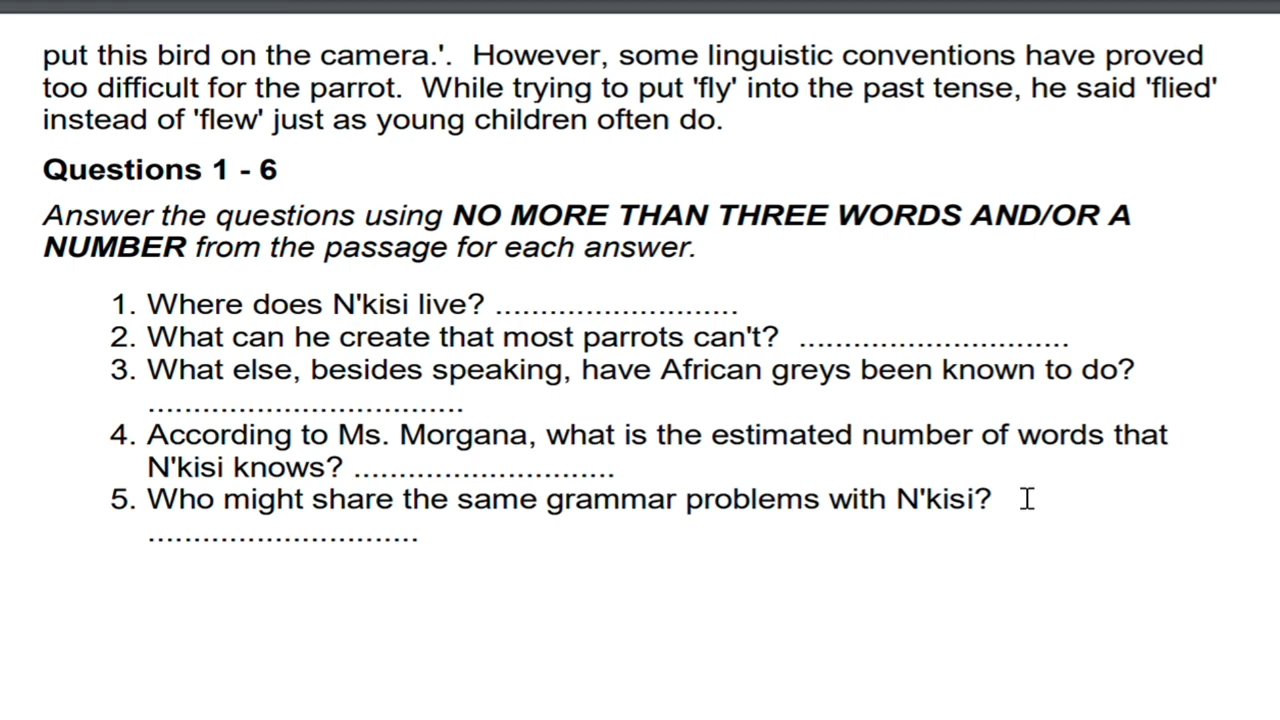 put this bird on the camera.'.  However, some linguistic conventions have proved
too difficult for the parrot.  While trying to put 'fly' into the past tense, he said 'flied'
instead of 'flew' just as young children often do.
Questions 1 - 6
Answer the questions using NO MORE THAN THREE WORDS AND/OR A
NUMBER from the passage for each answer.
1. Where does N'kisi live? ...........................
2. What can he create that most parrots can't?  ..............................
3. What else, besides speaking, have African greys been known to do?
...................................
4. According to Ms. Morgana, what is the estimated number of words that
N'kisi knows? .............................
5. Who might share the same grammar problems with N'kisi?
..............................